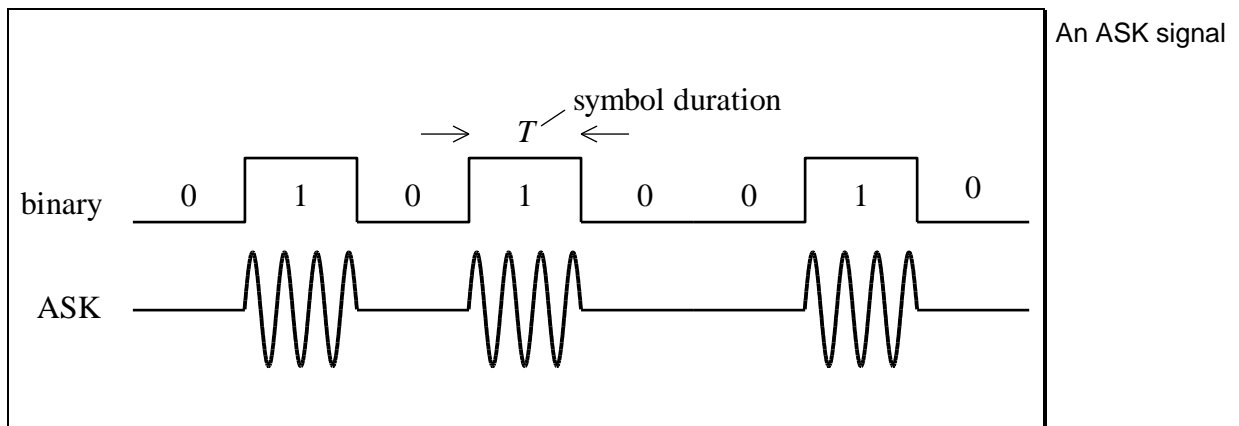 An ASK signal
symbol duration
T
binary 0 1 0 1 0 0 1 0
ASK